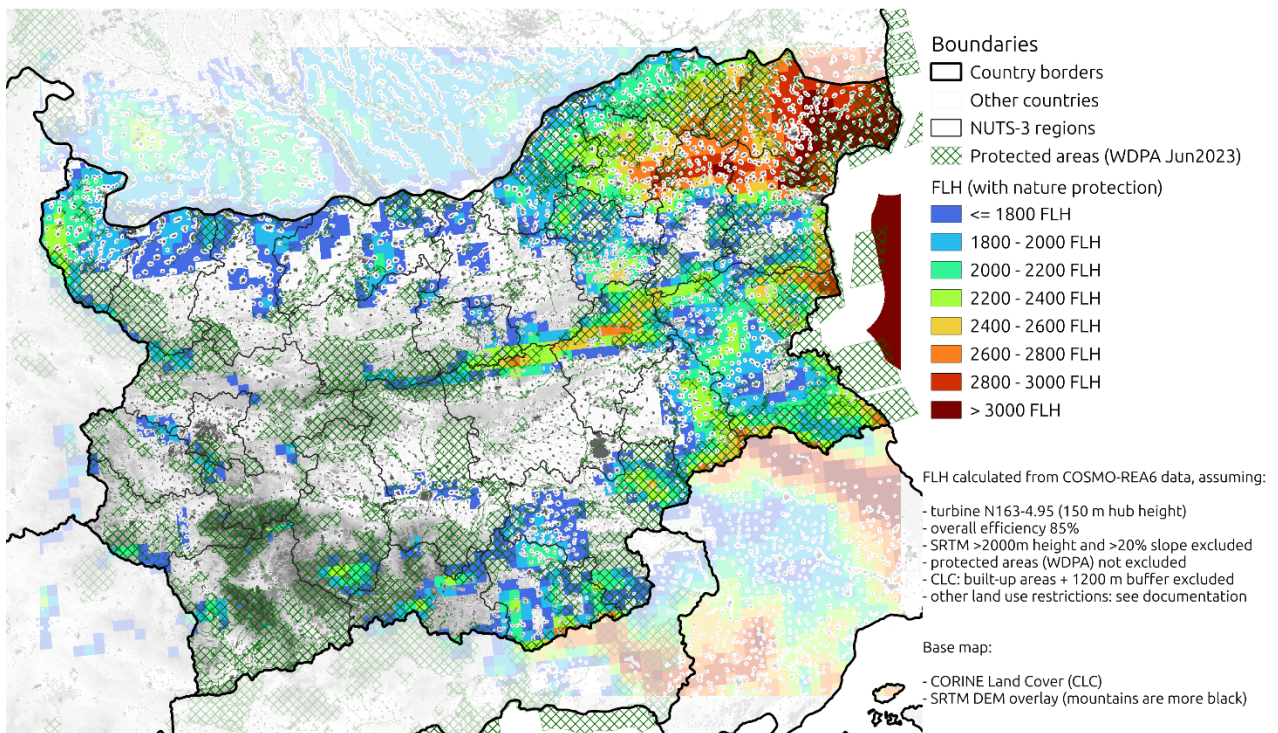 Boundaries
Country borders
Other countries
NUTS-3 regions
Protected areas (WDPA Jun2023)
FLH (with nature protection)
<= 1800 FLH
1800 - 2000 FLH
2000 - 2200 FLH
2200 - 2400 FLH
2400 - 2600 FLH
2600 - 2800 FLH
2800 - 3000 FLH
> 3000 FLH
FLH calculated from COSMO-REA6 data, assuming:
- turbine N163-4.95 (150 m hub height)
- overall efficiency 85%
- SRTM >2000m height and >20% slope excluded
- protected areas (WDPA) not excluded
- CLC: built-up areas + 1200 m buffer excluded
- other land use restrictions: see documentation
Base map:
- CORINE Land Cover (CLC)
- SRTM DEM overlay (mountains are more black)